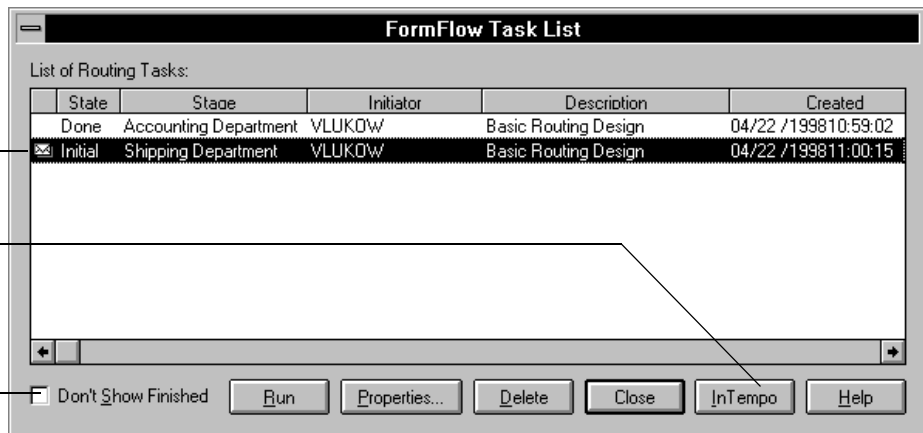 FormFlow Task List
List of Routing Tasks:
State Stage Initiator Description Created
Done Accounting Department VLUKOW Basic Routing Design 04/22 /199810:59:02
Initial Shipping Department VLUKOW Basic Routing Design 04/22 /199811:00:15
Don't Show Finished Run Properties... Delete Close InTempo Help